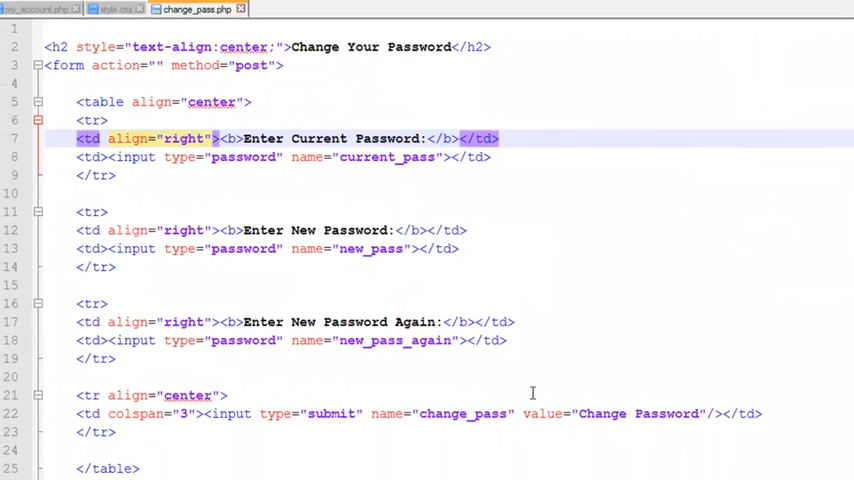 my_account.php style.css change_pass.php
1
2 <h2 style="text-align:center;">Change Your Password</h2>
3 <form action="" method="post">
4
5 <table align="center">
6 <tr>
7 <td align="right"><b>Enter Current Password:</b></td>
8 <td><input type="password" name="current_pass"></td>
9 </tr>
10
11 <tr>
12 <td align="right"><b>Enter New Password:</b></td>
13 <td><input type="password" name="new_pass"></td>
14 </tr>
15
16 <tr>
17 <td align="right"><b>Enter New Password Again:</b></td>
18 <td><input type="password" name="new_pass_again"></td>
19 </tr>
20
21 <tr align="center">
22 <td colspan="3"><input type="submit" name="change_pass" value="Change Password"/></td>
23 </tr>
24
25 </table>